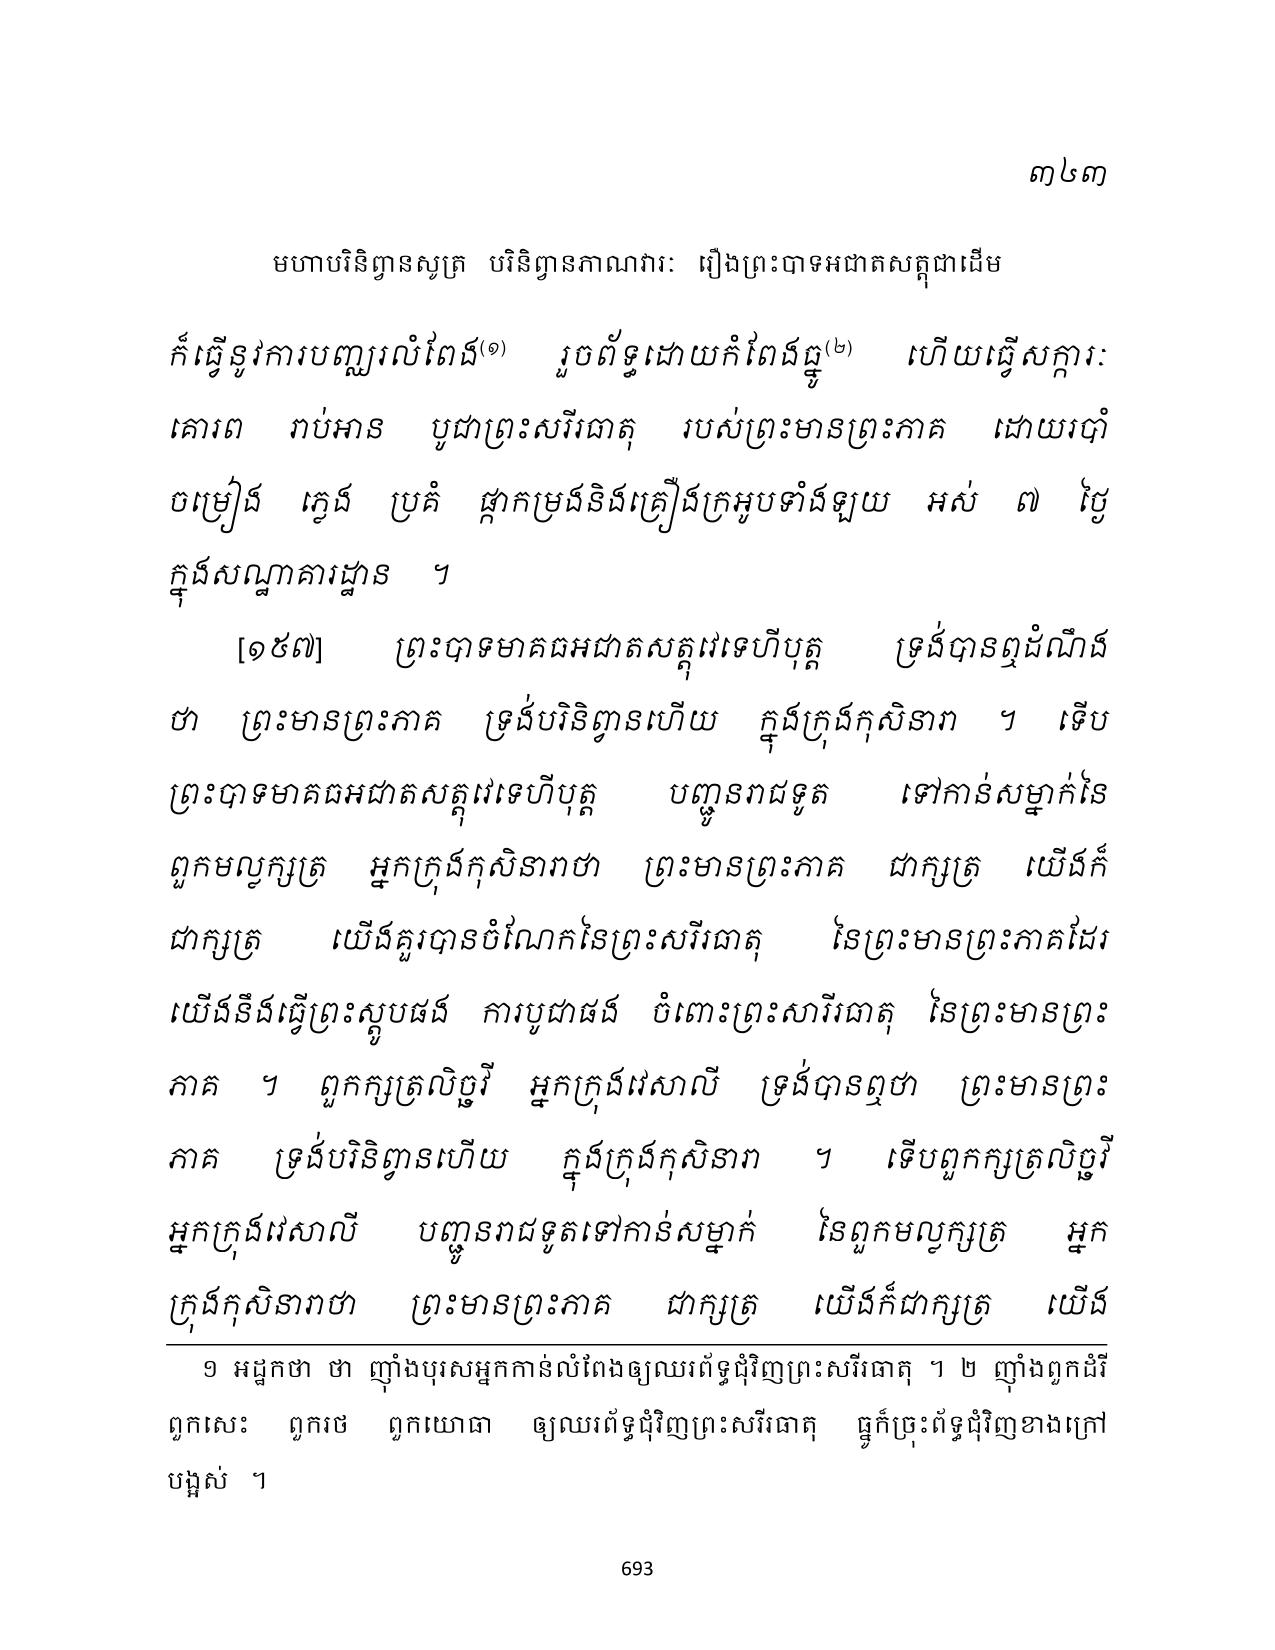 ៣៤៣
មហាបរិនិព្វានសូត្រ បរិនិព្វានភាណវារៈ រឿងព្រះបាទអជាតសត្តុជាដើម
ក៏ធ្វើនូវការបញ្ឈរលំពែង(១) រួចព័ទ្ធដោយកំពែងធ្នូ(២) ហើយធ្វើសក្ការៈ
គោរព រាប់អាន បូជាព្រះសរីរធាតុ របស់ព្រះមានព្រះភាគ ដោយរបាំ
ចម្រៀង ភ្លេង ប្រគំ ផ្កាកម្រងនិងគ្រឿងក្រអូបទាំងឡយ អស់ ៧ ថ្ងៃ
ក្នុងសណ្ឋាគារដ្ឋាន ។
[១៥៧] ព្រះបាទមាគធអជាតសត្តុវេទេហីបុត្ត ទ្រង់បានឮដំណឹង
ថា ព្រះមានព្រះភាគ ទ្រង់បរិនិព្វានហើយ ក្នុងក្រុងកុសិនារា ។ ទើប
ព្រះបាទមាគធអជាតសត្តុវេទេហីបុត្ត បញ្ជូនរាជទូត ទៅកាន់សម្នាក់នៃ
ពួកមល្លក្សត្រ អ្នកក្រុងកុសិនារាថា ព្រះមានព្រះភាគ ជាក្សត្រ យើងក៏
ជាក្សត្រ យើងគួរបានចំណែកនៃព្រះសរីរធាតុ នៃព្រះមានព្រះភាគដែរ
យើងនឹងធ្វើព្រះស្តូបផង ការបូជាផង ចំពោះព្រះសារីរធាតុ នៃព្រះមានព្រះ
ភាគ ។ ពួកក្សត្រលិច្ឆវី អ្នកក្រុងវេសាលី ទ្រង់បានឮថា ព្រះមានព្រះ
ភាគ ទ្រង់បរិនិព្វានហើយ ក្នុងក្រុងកុសិនារា ។ ទើបពួកក្សត្រលិច្ឆវី
អ្នកក្រុងវេសាលី បញ្ជូនរាជទូតទៅកាន់សម្នាក់ នៃពួកមល្លក្សត្រ អ្នក
ក្រុងកុសិនារាថា ព្រះមានព្រះភាគ ជាក្សត្រ យើងក៏ជាក្សត្រ យើង
១ អដ្ឋកថា ថា ញ៉ាំងបុរសអ្នកកាន់លំពែងឲ្យឈរព័ទ្ធជុំវិញព្រះសរីរធាតុ ។ ២ ញ៉ាំងពួកដំរី
ពួកសេះ ពួករថ ពួកយោធា ឲ្យឈរព័ទ្ធជុំវិញព្រះសរីរធាតុ ធ្នូក៏ច្រុះព័ទ្ធជុំវិញខាងក្រៅ
បង្អស់ ។
693